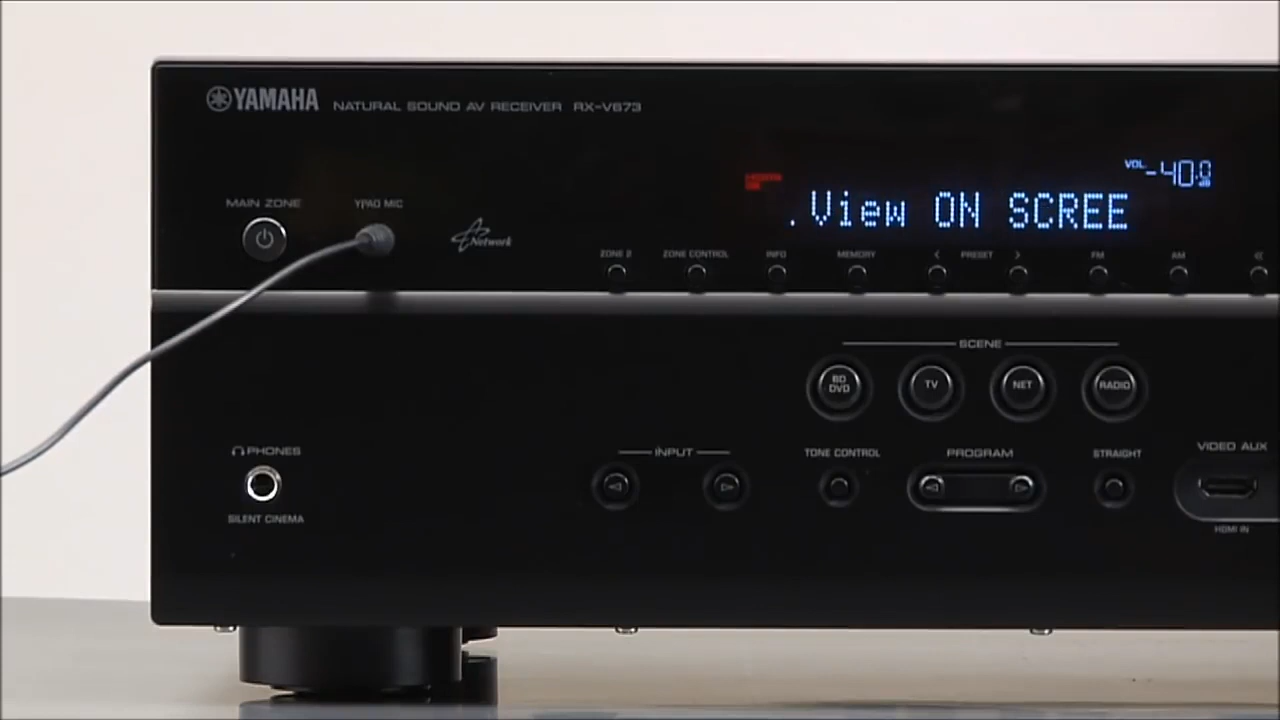 YAMAHA NATURAL SOUND AV RECEIVER RX-V673
VOL. -40.0 dB
.View ON SCREE
MAIN ZONE
YPAO MIC
Network
ZONE 2 ZONE CONTROL INFO MEMORY < PRESET > FM AM <<
SCENE
BD DVD
TV
NET
RADIO
PHONES
SILENT CINEMA
INPUT
TONE CONTROL
PROGRAM
STRAIGHT
VIDEO AUX
HDMI IN